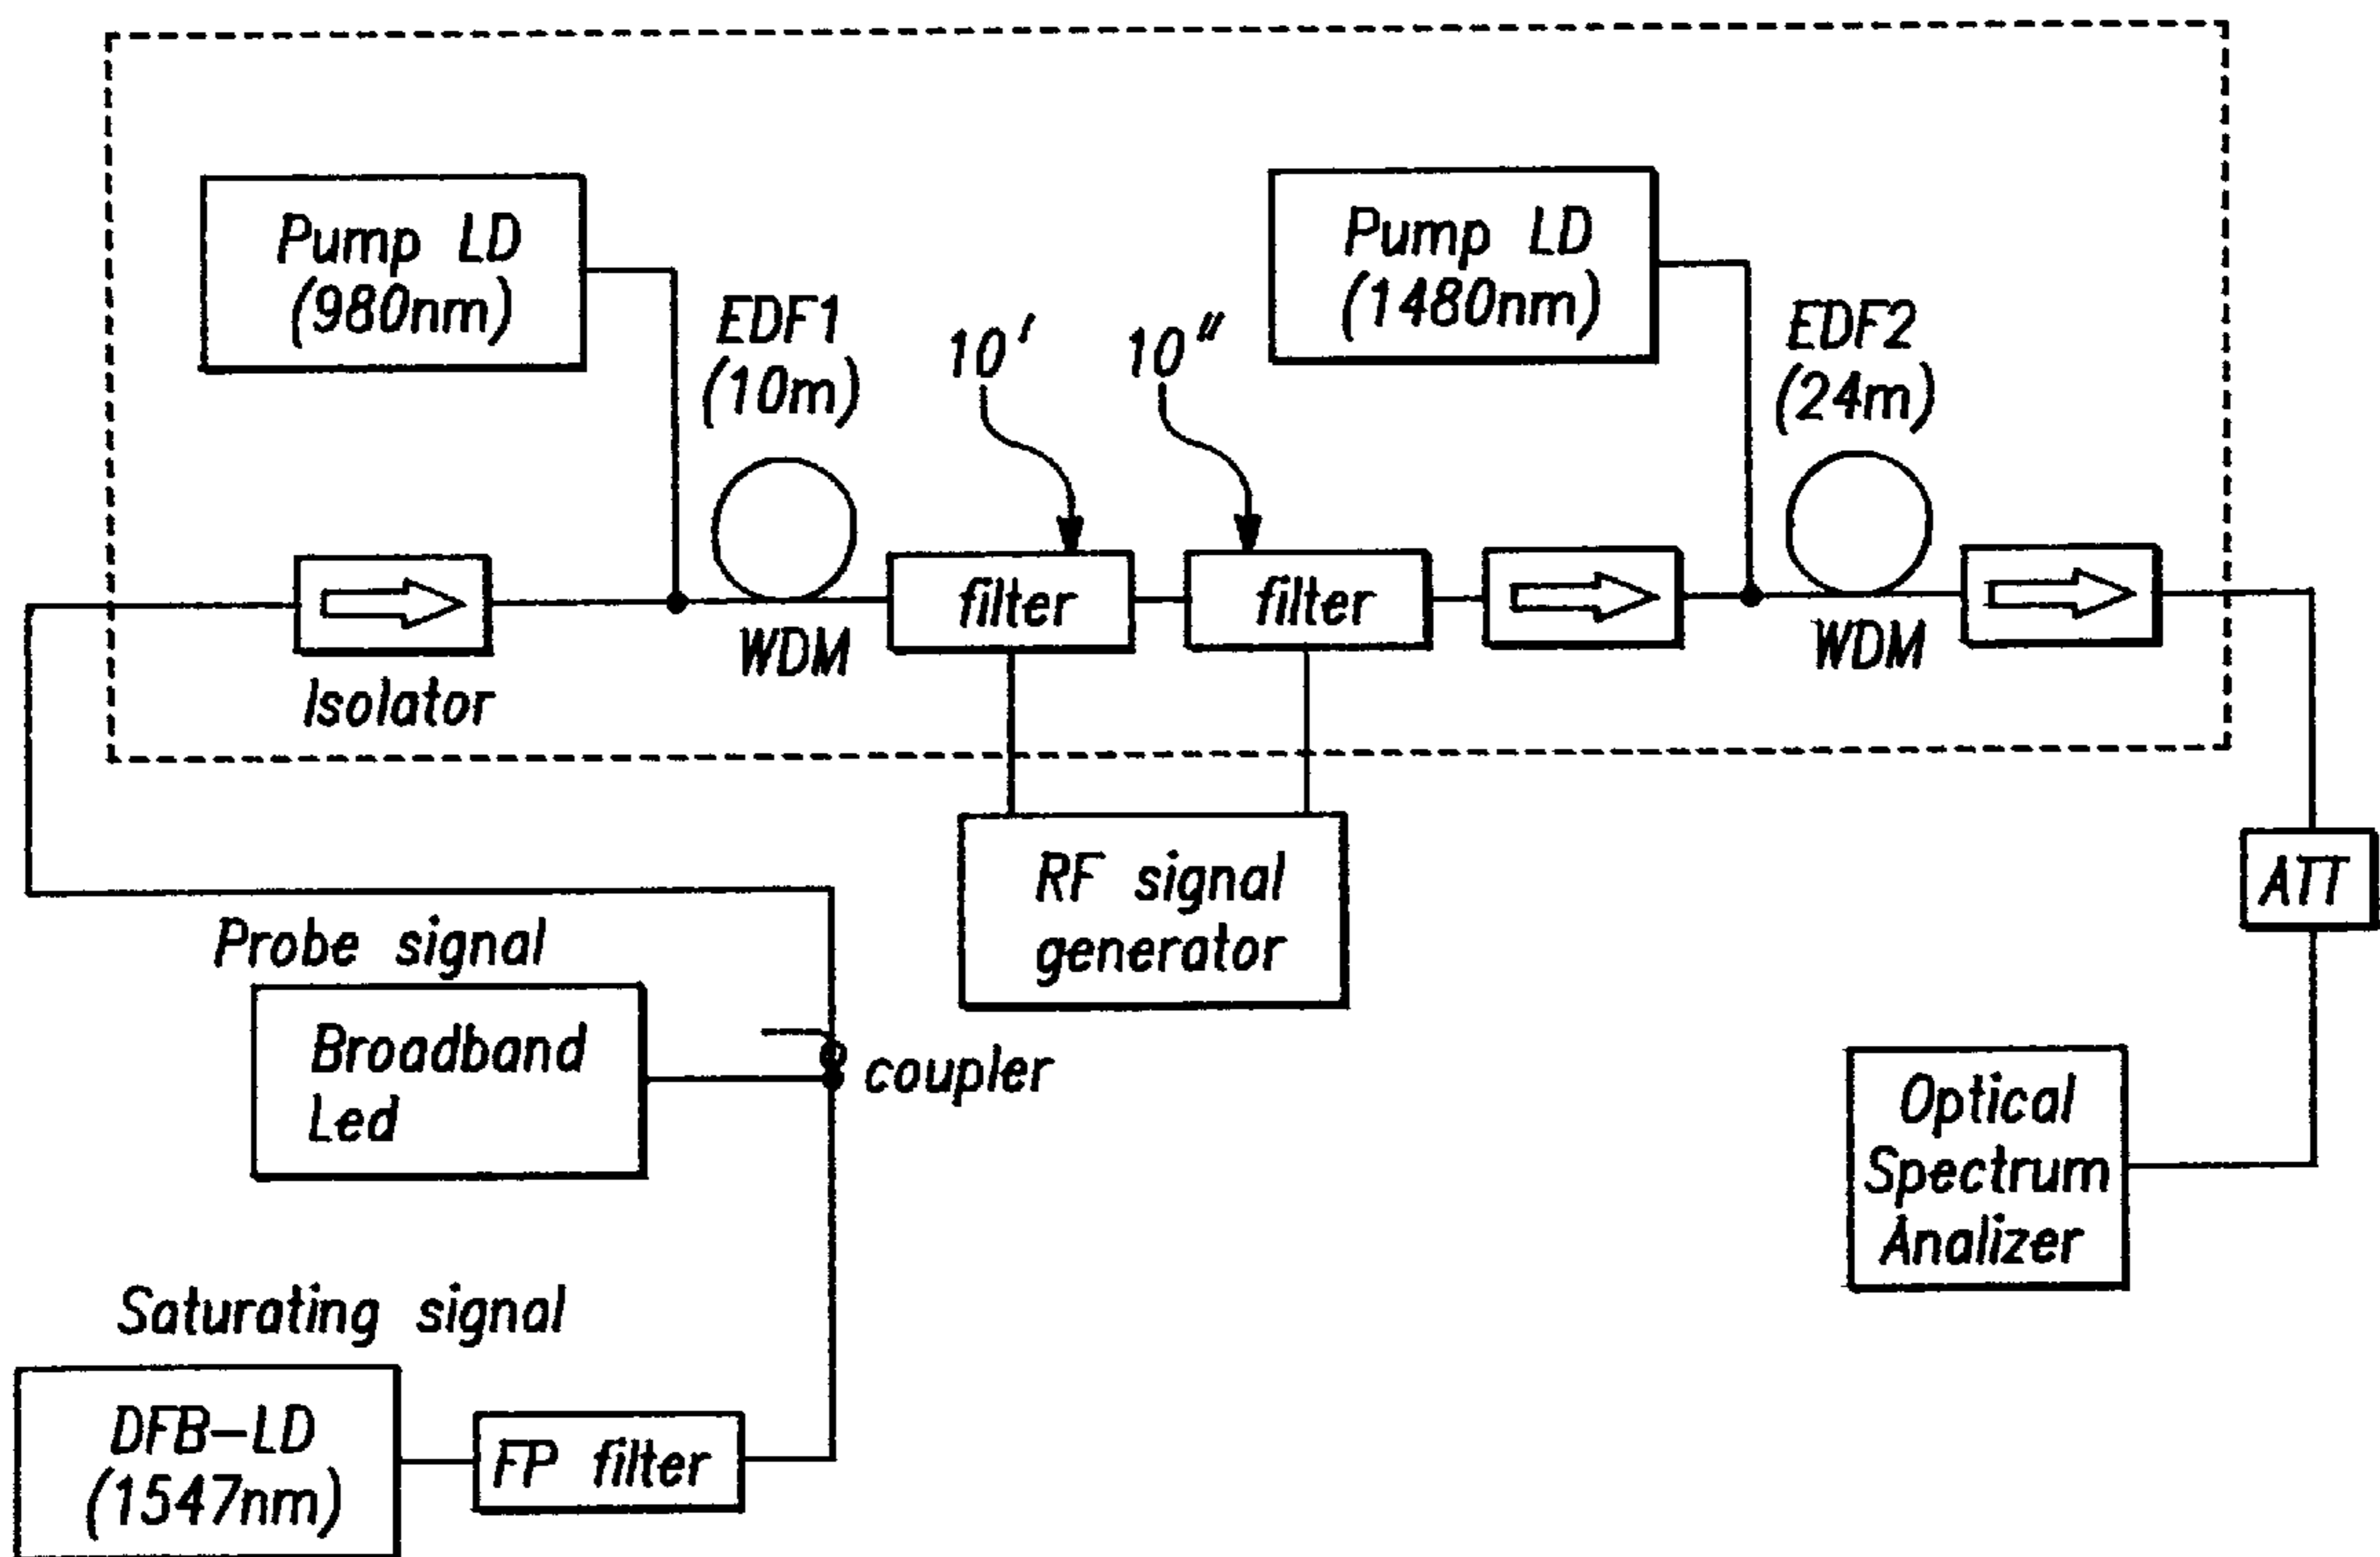 Pump LD
(980nm)
EDF1
(10m)
10'
10"
Pump LD
(1480nm)
EDF2
(24m)
Isolator
WDM
filter
filter
WDM
RF signal
generator
ATT
Probe signal
Broadband
Led
coupler
Optical
Spectrum
Analizer
Saturating signal
DFB-LD
(1547nm)
FP filter